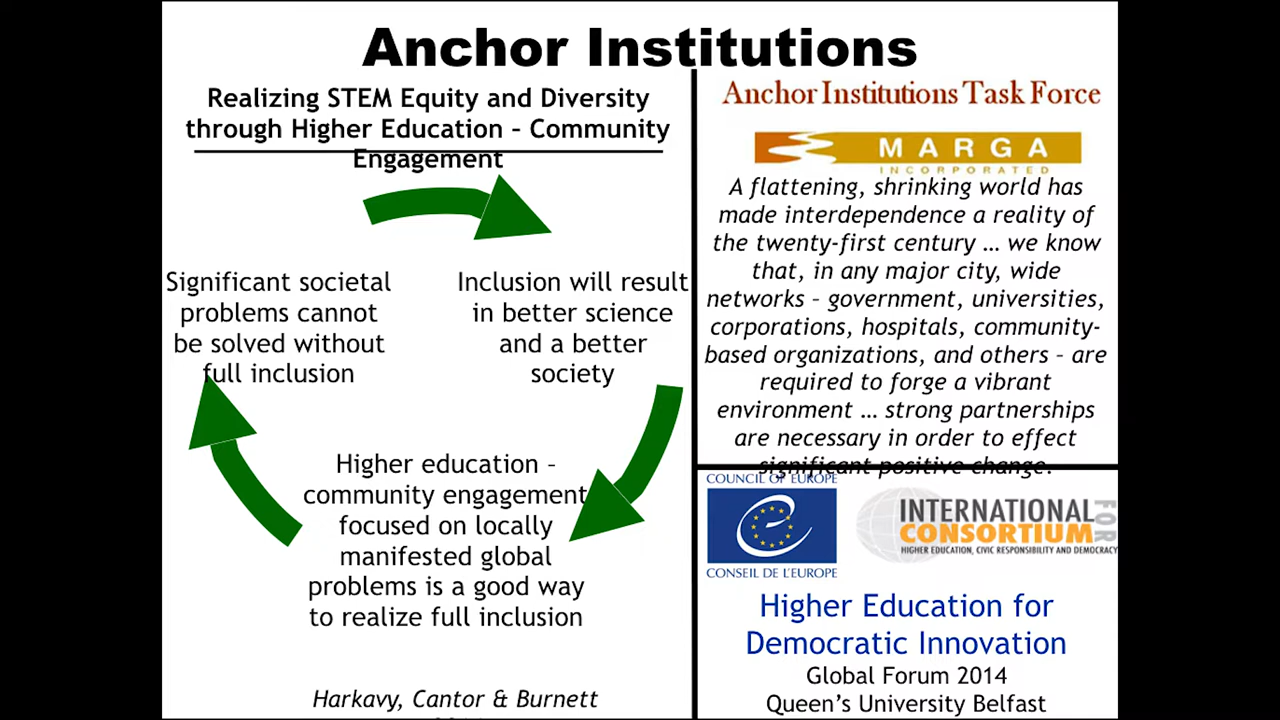 Anchor Institutions
Realizing STEM Equity and Diversity
through Higher Education – Community
Engagement
Significant societal
problems cannot
be solved without
full inclusion
Inclusion will result
in better science
and a better
society
Higher education –
community engagement
focused on locally
manifested global
problems is a good way
to realize full inclusion
Harkavy, Cantor & Burnett
Anchor Institutions Task Force
MARGA
INCORPORATED
A flattening, shrinking world has
made interdependence a reality of
the twenty-first century … we know
that, in any major city, wide
networks – government, universities,
corporations, hospitals, community-
based organizations, and others – are
required to forge a vibrant
environment … strong partnerships
are necessary in order to effect
significant positive change.
COUNCIL OF EUROPE
CONSEIL DE L'EUROPE
INTERNATIONAL
CONSORTIUM
FOR
HIGHER EDUCATION, CIVIC RESPONSIBILITY AND DEMOCRACY
Higher Education for
Democratic Innovation
Global Forum 2014
Queen’s University Belfast